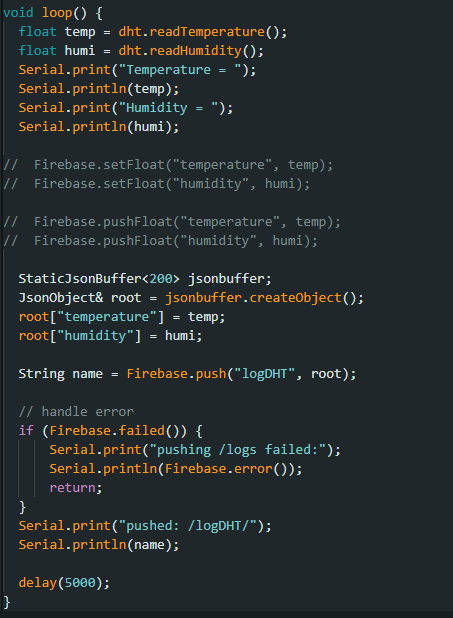 void loop() {
  float temp = dht.readTemperature();
  float humi = dht.readHumidity();
  Serial.print("Temperature = ");
  Serial.println(temp);
  Serial.print("Humidity = ");
  Serial.println(humi);

//  Firebase.setFloat("temperature", temp);
//  Firebase.setFloat("humidity", humi);

//  Firebase.pushFloat("temperature", temp);
//  Firebase.pushFloat("humidity", humi);

  StaticJsonBuffer<200> jsonbuffer;
  JsonObject& root = jsonbuffer.createObject();
  root["temperature"] = temp;
  root["humidity"] = humi;

  String name = Firebase.push("logDHT", root);

  // handle error
  if (Firebase.failed()) {
      Serial.print("pushing /logs failed:");
      Serial.println(Firebase.error());
      return;
  }
  Serial.print("pushed: /logDHT/");
  Serial.println(name);

  delay(5000);
}